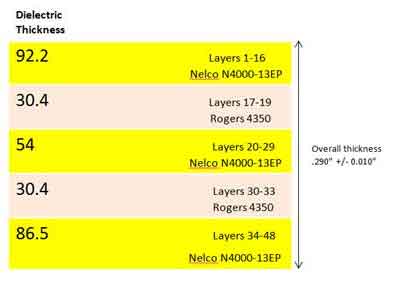 Dielectric
Thickness
92.2
Layers 1-16
Nelco N4000-13EP
30.4
Layers 17-19
Rogers 4350
54
Layers 20-29
Nelco N4000-13EP
30.4
Layers 30-33
Rogers 4350
86.5
Layers 34-48
Nelco N4000-13EP
Overall thickness
.290" +/- 0.010"